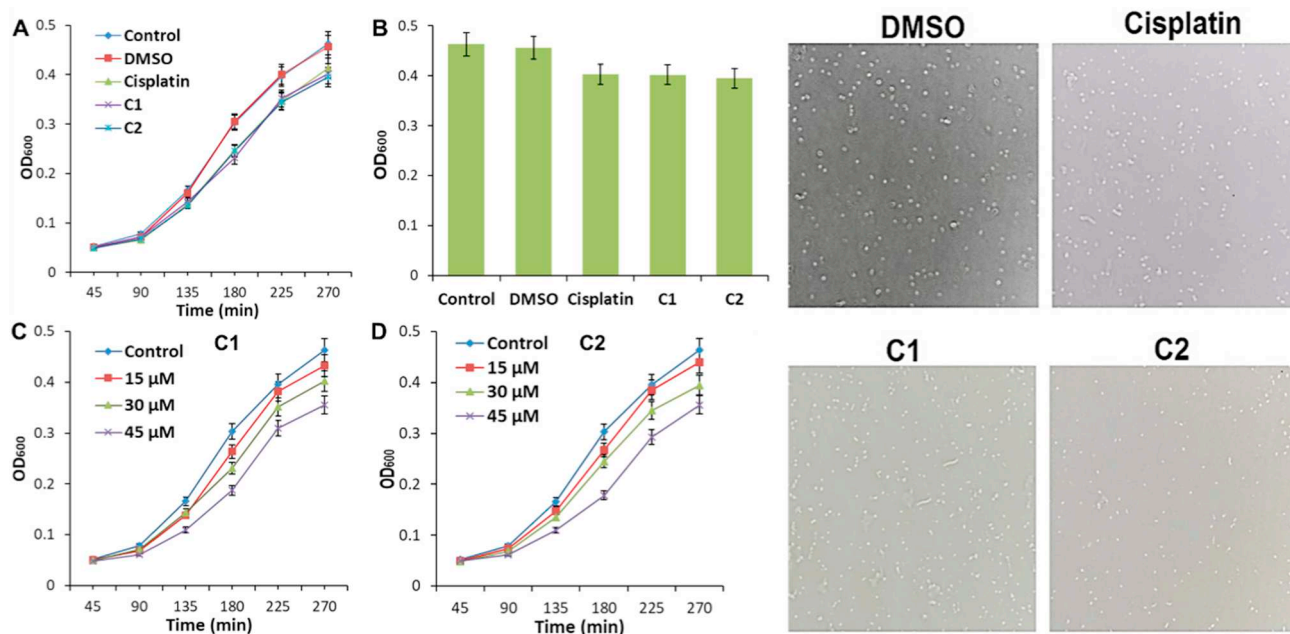 A
Control
DMSO
Cisplatin
C1
C2
0.5
0.4
0.3
0.2
0.1
0
OD600
45 90 135 180 225 270
Time (min)
B
0.5
0.4
0.3
0.2
0.1
0
OD600
Control DMSO Cisplatin C1 C2
DMSO
Cisplatin
C
C1
Control
15 µM
30 µM
45 µM
0.5
0.4
0.3
0.2
0.1
0
OD600
45 90 135 180 225 270
Time (min)
D
C2
Control
15 µM
30 µM
45 µM
0.5
0.4
0.3
0.2
0.1
0
OD600
45 90 135 180 225 270
Time (min)
C1
C2